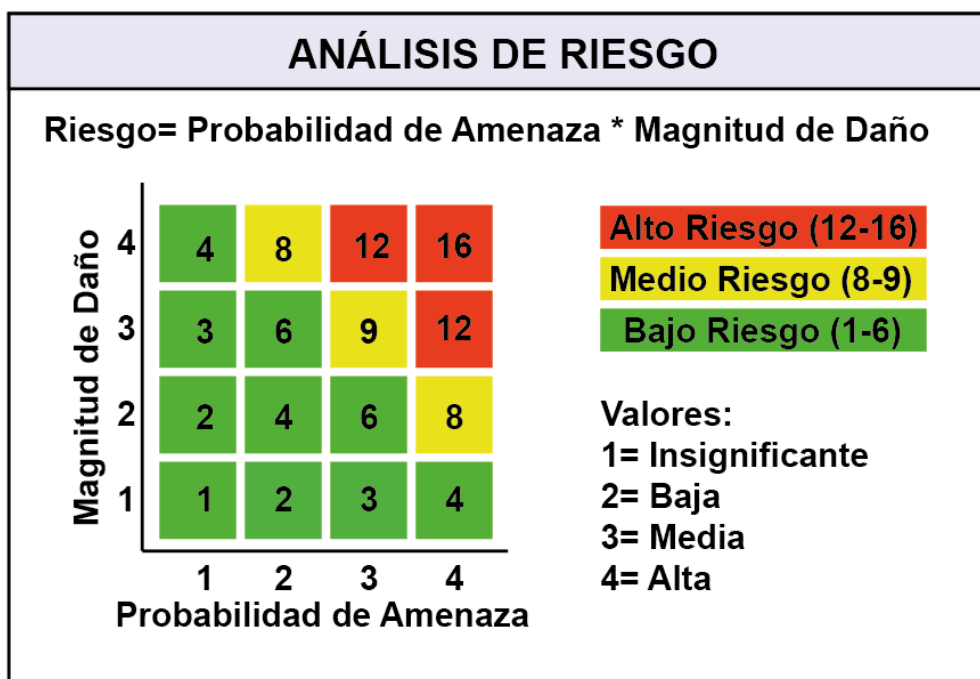 ANÁLISIS DE RIESGO
Riesgo= Probabilidad de Amenaza * Magnitud de Daño
Magnitud de Daño
4 4 8 12 16
3 3 6 9 12
2 2 4 6 8
1 1 2 3 4
1 2 3 4
Probabilidad de Amenaza
Alto Riesgo (12-16)
Medio Riesgo (8-9)
Bajo Riesgo (1-6)
Valores:
1= Insignificante
2= Baja
3= Media
4= Alta